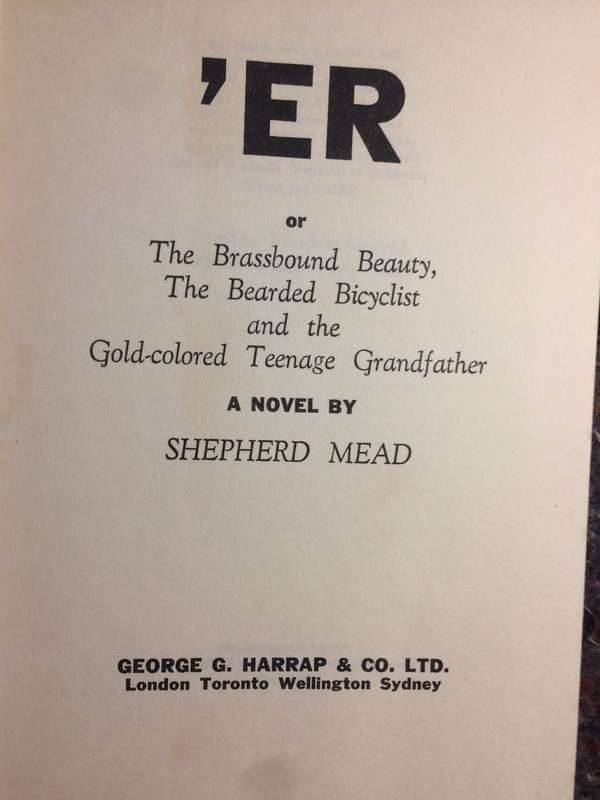 ’ER
or
The Brassbound Beauty,
The Bearded Bicyclist
and the
Gold-colored Teenage Grandfather
A NOVEL BY
SHEPHERD MEAD
GEORGE G. HARRAP & CO. LTD.
London Toronto Wellington Sydney